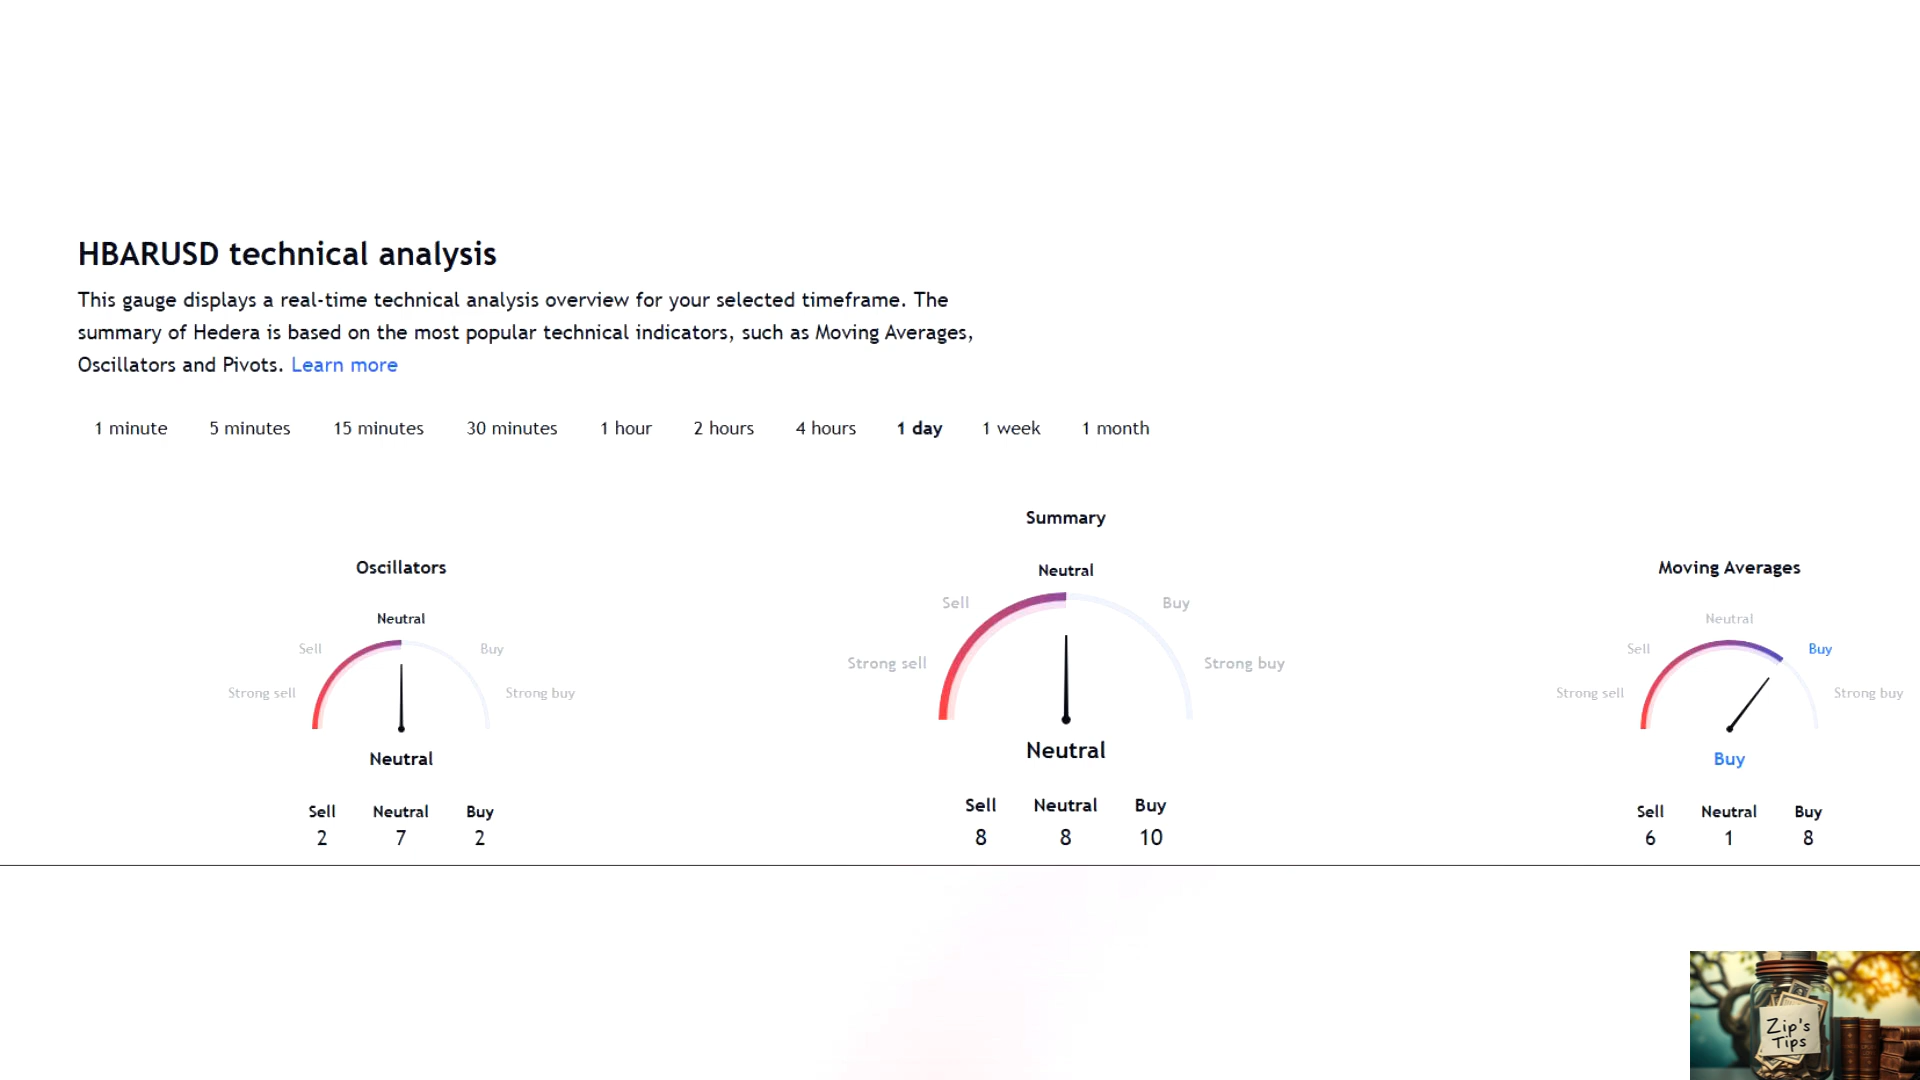 HBARUSD technical analysis
This gauge displays a real-time technical analysis overview for your selected timeframe. The
summary of Hedera is based on the most popular technical indicators, such as Moving Averages,
Oscillators and Pivots. Learn more
1 minute 5 minutes 15 minutes 30 minutes 1 hour 2 hours 4 hours 1 day 1 week 1 month
Oscillators
Neutral
Sell Buy
Strong sell Strong buy
Neutral
Sell Neutral Buy
2 7 2
Summary
Neutral
Sell Buy
Strong sell Strong buy
Neutral
Sell Neutral Buy
8 8 10
Moving Averages
Neutral
Sell Buy
Strong sell Strong buy
Buy
Sell Neutral Buy
6 1 8
Zip's
Tips